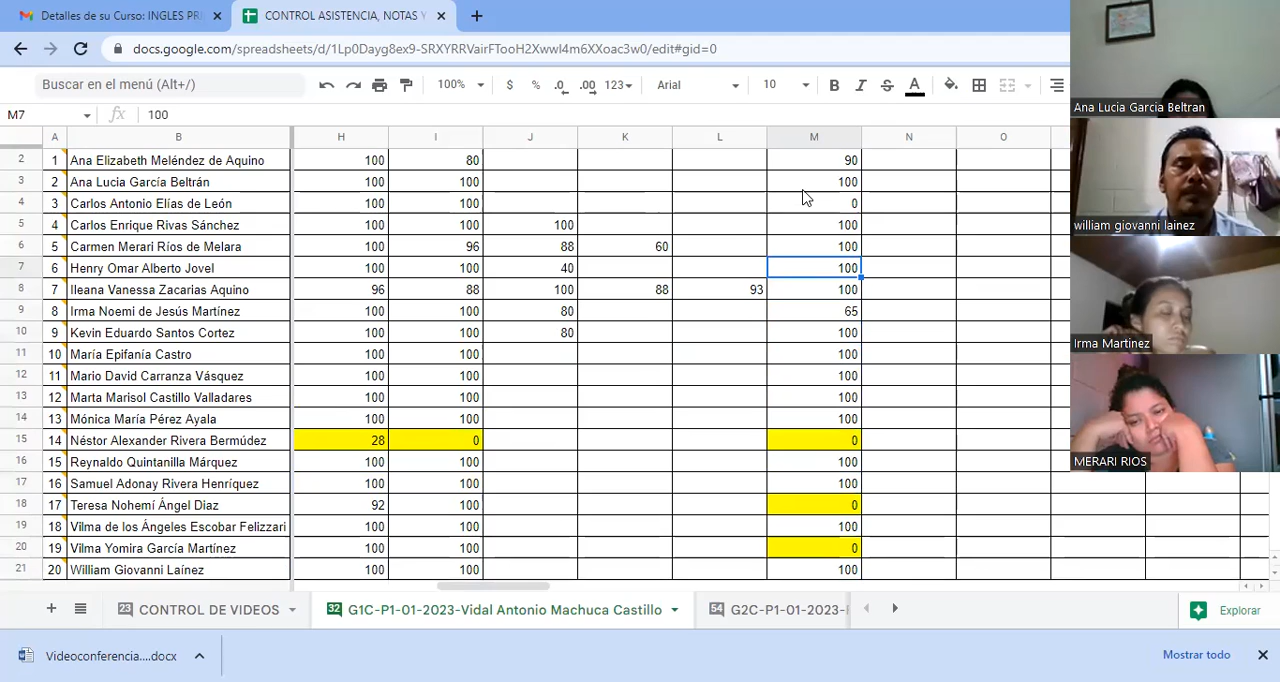 Detalles de su Curso: INGLES PRI
CONTROL ASISTENCIA, NOTAS Y
docs.google.com/spreadsheets/d/1Lp0Dayg8ex9-SRXYRRVairFTooH2Xwwl4m6XXoac3w0/edit#gid=0
Buscar en el menú (Alt+/) 100% $ % .0 .00 123 Arial 10 B I S A
M7 fx 100
A B H I J K L M N O
2 1 Ana Elizabeth Meléndez de Aquino 100 80 90
3 2 Ana Lucia García Beltrán 100 100 100
4 3 Carlos Antonio Elías de León 100 100 0
5 4 Carlos Enrique Rivas Sánchez 100 100 100 100
6 5 Carmen Merari Ríos de Melara 100 96 88 60 100
7 6 Henry Omar Alberto Jovel 100 100 40 100
8 7 Ileana Vanessa Zacarias Aquino 96 88 100 88 93 100
9 8 Irma Noemi de Jesús Martínez 100 100 80 65
10 9 Kevin Eduardo Santos Cortez 100 100 80 100
11 10 María Epifanía Castro 100 100 100
12 11 Mario David Carranza Vásquez 100 100 100
13 12 Marta Marisol Castillo Valladares 100 100 100
14 13 Mónica María Pérez Ayala 100 100 100
15 14 Néstor Alexander Rivera Bermúdez 28 0 0
16 15 Reynaldo Quintanilla Márquez 100 100 100
17 16 Samuel Adonay Rivera Henríquez 100 100 100
18 17 Teresa Nohemí Ángel Diaz 92 100 0
19 18 Vilma de los Ángeles Escobar Felizzari 100 100 100
20 19 Vilma Yomira García Martínez 100 100 0
21 20 William Giovanni Laínez 100 100 100
23 CONTROL DE VIDEOS 32 G1C-P1-01-2023-Vidal Antonio Machuca Castillo 54 G2C-P1-01-2023- Explorar
Videoconferencia....docx Mostrar todo
Ana Lucia Garcia Beltran
william giovanni lainez
Irma Martinez
MERARI RIOS